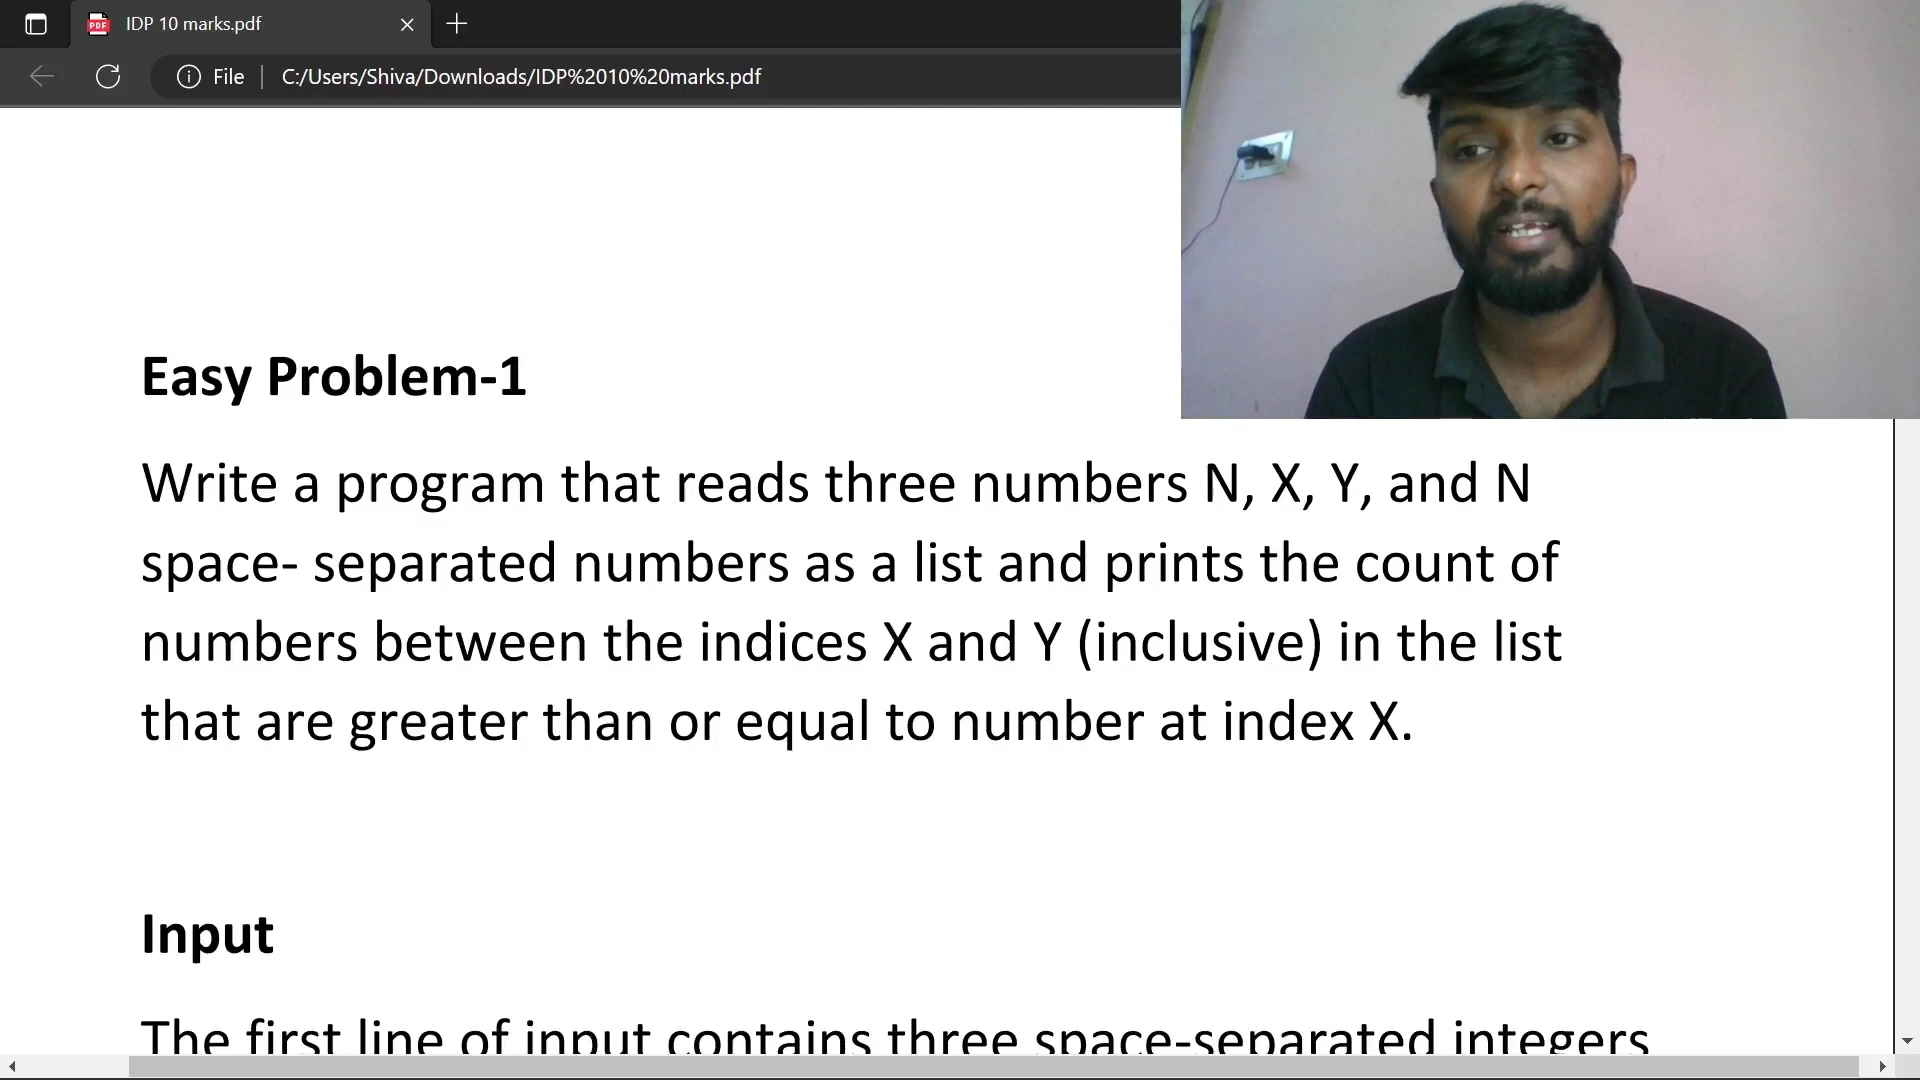 IDP 10 marks.pdf
File
C:/Users/Shiva/Downloads/IDP%2010%20marks.pdf
Easy Problem-1
Write a program that reads three numbers N, X, Y, and N
space- separated numbers as a list and prints the count of
numbers between the indices X and Y (inclusive) in the list
that are greater than or equal to number at index X.
Input
The first line of input contains three space-separated integers